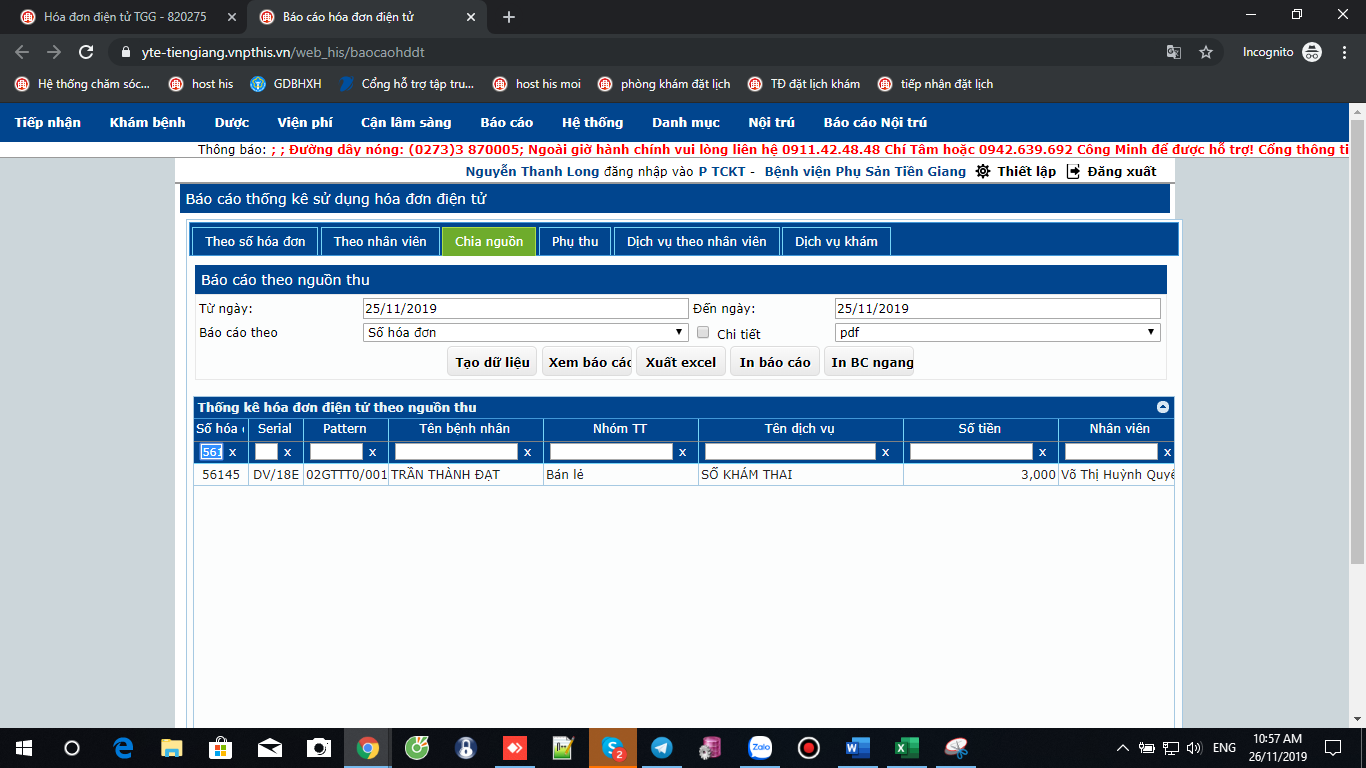 Hóa đơn điện tử TGG - 820275
Báo cáo hóa đơn điện tử
yte-tiengiang.vnpthis.vn/web_his/baocaohddt
Incognito
Hệ thống chăm sóc...
host his
GDBHXH
Cổng hỗ trợ tập tru...
host his moi
phòng khám đặt lịch
TĐ đặt lịch khám
tiếp nhận đặt lịch
Tiếp nhận Khám bệnh Dược Viện phí Cận lâm sàng Báo cáo Hệ thống Danh mục Nội trú Báo cáo Nội trú
Thông báo: ; ; Đường dây nóng: (0273)3 870005; Ngoài giờ hành chính vui lòng liên hệ 0911.42.48.48 Chí Tâm hoặc 0942.639.692 Công Minh để được hỗ trợ! Cổng thông ti
Nguyễn Thanh Long đăng nhập vào P TCKT - Bệnh viện Phụ Sản Tiền Giang Thiết lập Đăng xuất
Báo cáo thống kê sử dụng hóa đơn điện tử
Theo số hóa đơn Theo nhân viên Chia nguồn Phụ thu Dịch vụ theo nhân viên Dịch vụ khám
Báo cáo theo nguồn thu
Từ ngày: 25/11/2019 Đến ngày: 25/11/2019
Báo cáo theo Số hóa đơn Chi tiết pdf
Tạo dữ liệu Xem báo cáo Xuất excel In báo cáo In BC ngang
Thống kê hóa đơn điện tử theo nguồn thu
Số hóa Serial Pattern Tên bệnh nhân Nhóm TT Tên dịch vụ Số tiền Nhân viên
561 x x x x x x x x
56145 DV/18E 02GTTT0/001 TRẦN THÀNH ĐẠT Bán lẻ SỔ KHÁM THAI 3,000 Võ Thị Huỳnh Quyê
2
Zalo
ENG
10:57 AM
26/11/2019